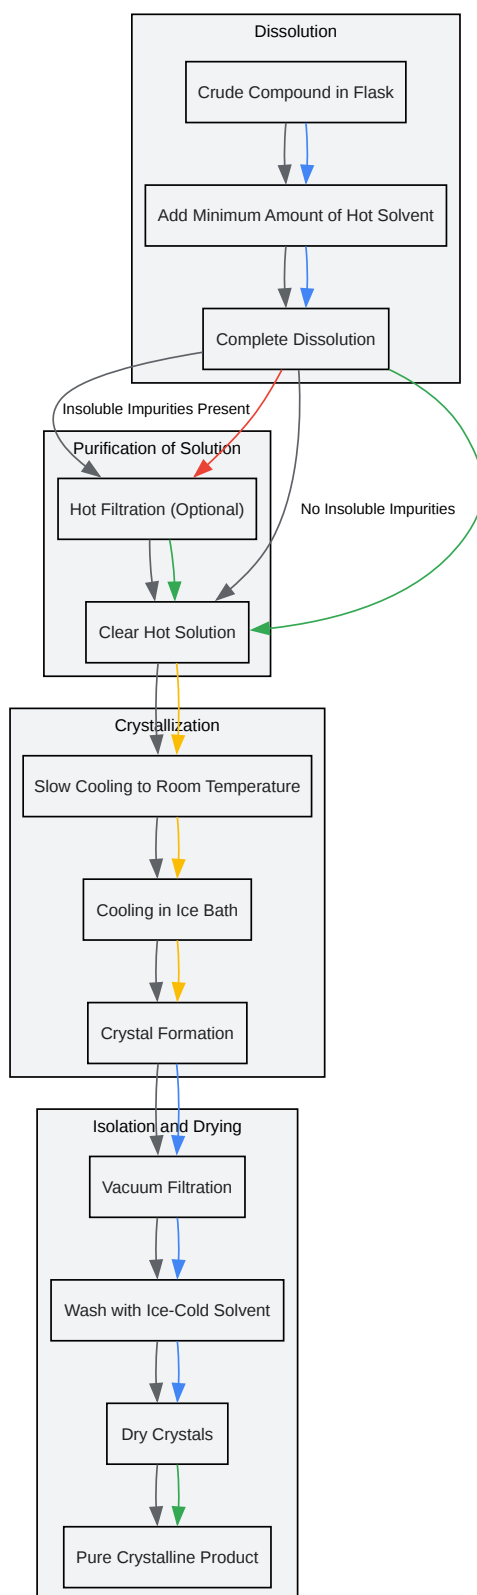 Dissolution
Crude Compound in Flask
Add Minimum Amount of Hot Solvent
Complete Dissolution
Insoluble Impurities Present
Purification of Solution
Hot Filtration (Optional)
No Insoluble Impurities
Clear Hot Solution
Crystallization
Slow Cooling to Room Temperature
Cooling in Ice Bath
Crystal Formation
Isolation and Drying
Vacuum Filtration
Wash with Ice-Cold Solvent
Dry Crystals
Pure Crystalline Product